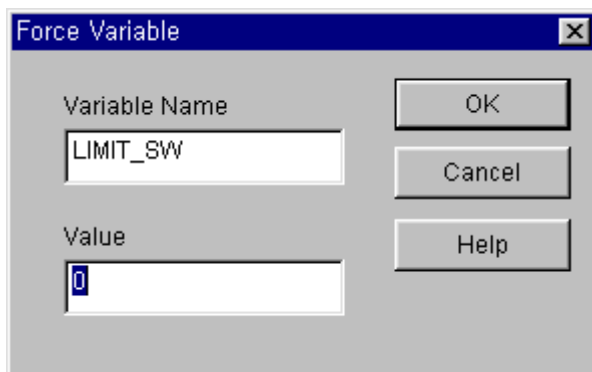 Force Variable
Variable Name
LIMIT_SW
Value
0
OK
Cancel
Help